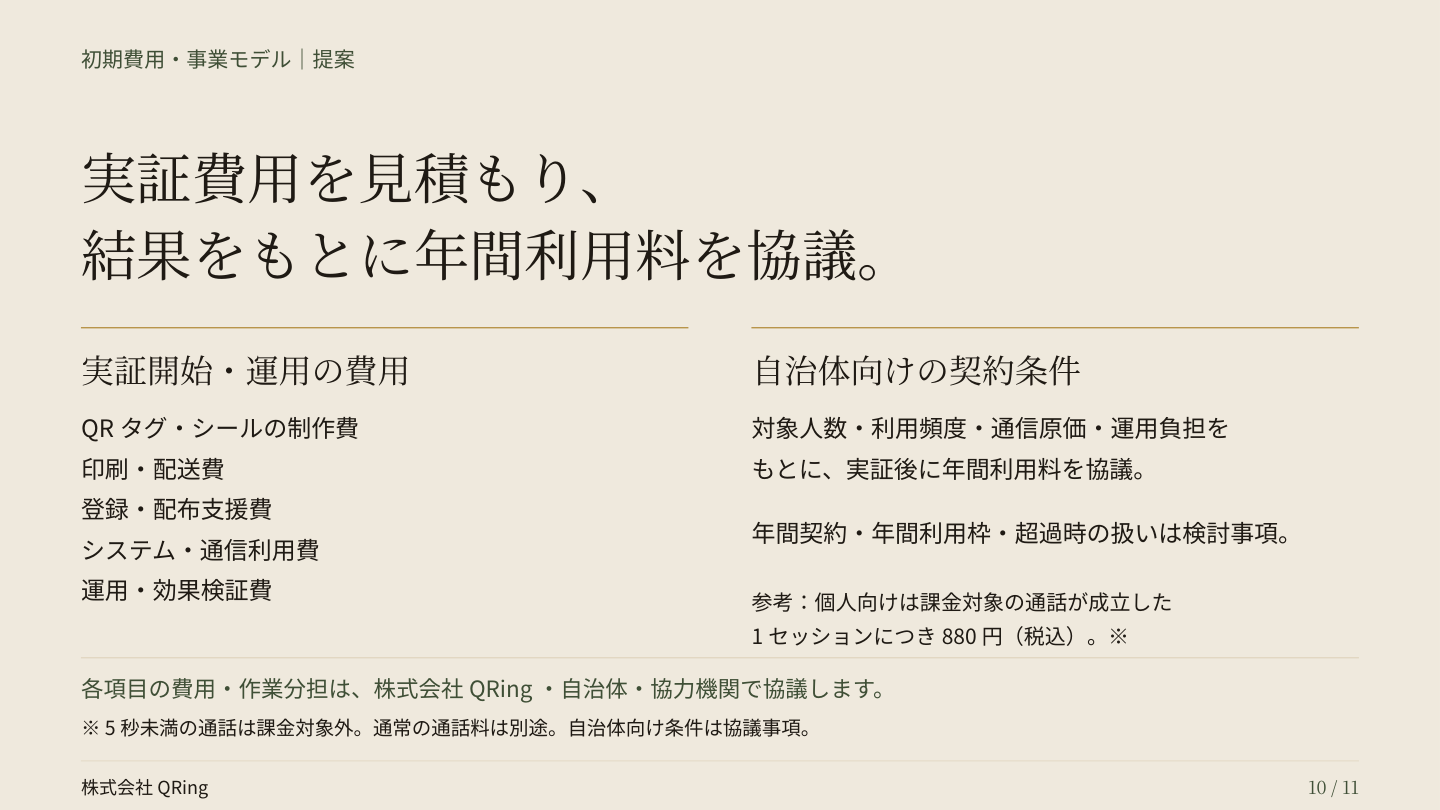 初期費用・事業モデル｜提案
実証費用を見積もり、
結果をもとに年間利用料を協議。
実証開始・運用の費用
QR タグ・シールの制作費
印刷・配送費
登録・配布支援費
システム・通信利用費
運用・効果検証費
自治体向けの契約条件
対象人数・利用頻度・通信原価・運用負担を
もとに、実証後に年間利用料を協議。
年間契約・年間利用枠・超過時の扱いは検討事項。
参考：個人向けは課金対象の通話が成立した
1 セッションにつき 880 円（税込）。※
各項目の費用・作業分担は、株式会社 QRing ・自治体・協力機関で協議します。
※ 5 秒未満の通話は課金対象外。通常の通話料は別途。自治体向け条件は協議事項。
株式会社 QRing
10 / 11